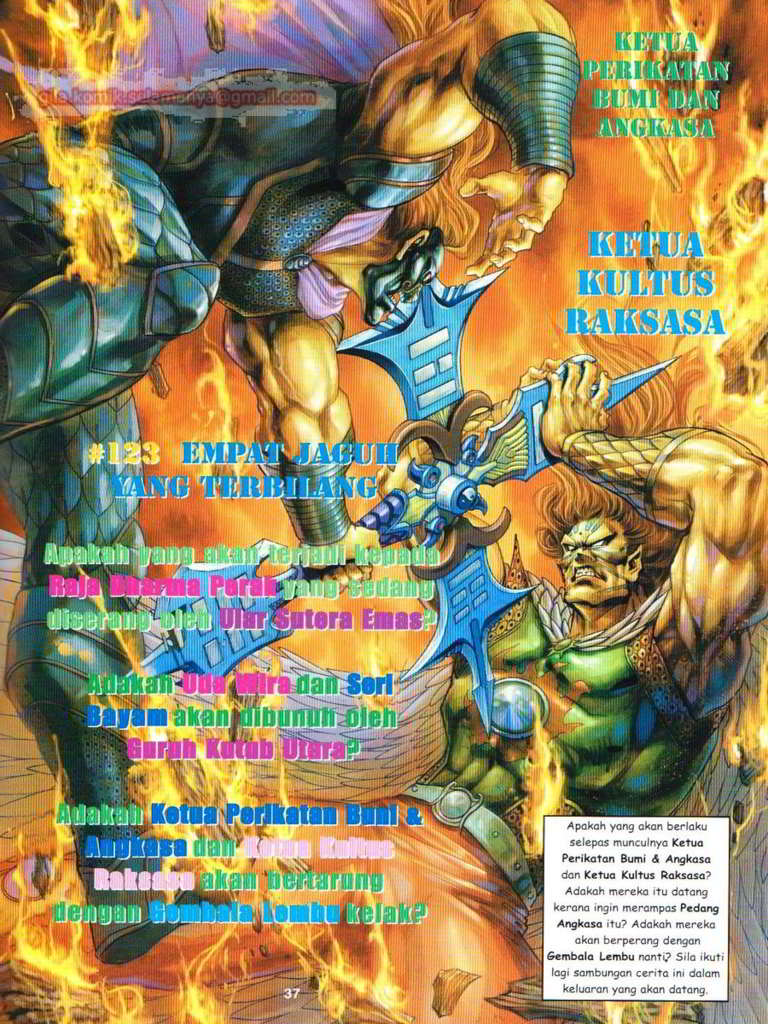 KETUA
PERIKATAN
BUMI DAN
ANGKASA
KETUA
KULTUS
RAKSASA
#123 EMPAT JAGUH
YANG TERBILANG
Apakah yang akan terjadi kepada
Raja Dharma Perak yang sedang
diserang oleh Ular Sutera Emas?
Adakah Uda Wira dan Seri
Bayam akan dibunuh oleh
Guruh Kutub Utara?
Adakah Ketua Perikatan Bumi &
Angkasa dan Ketua Kultus
Raksasa akan bertarung
dengan Gembala Lembu kelak?
Apakah yang akan berlaku
selepas munculnya Ketua
Perikatan Bumi & Angkasa
dan Ketua Kultus Raksasa?
Adakah mereka itu datang
kerana ingin merampas Pedang
Angkasa itu? Adakah mereka
akan berperang dengan
Gembala Lembu nanti? Sila ikuti
lagi sambungan cerita ini dalam
keluaran yang akan datang.
37